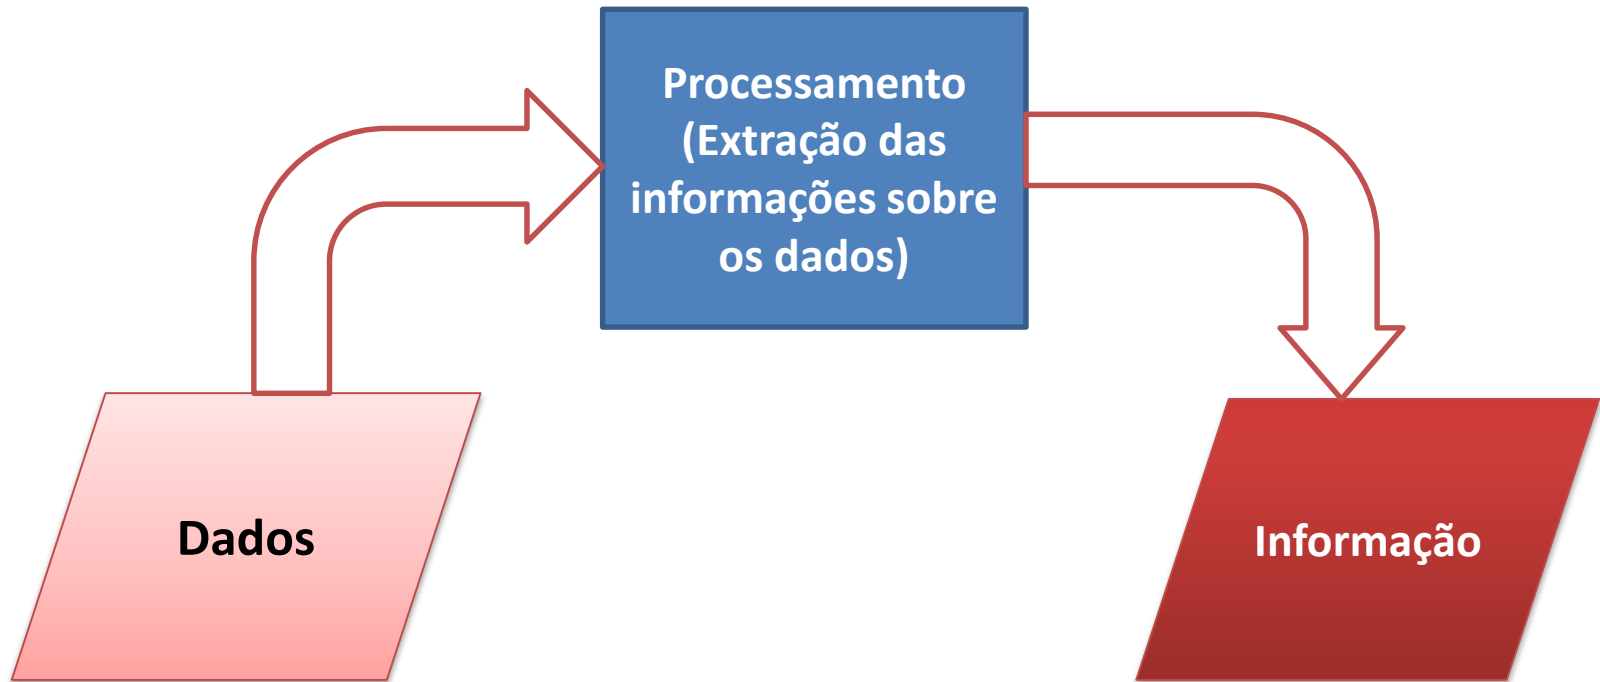 Processamento
(Extração das
informações sobre
os dados)
Dados
Informação